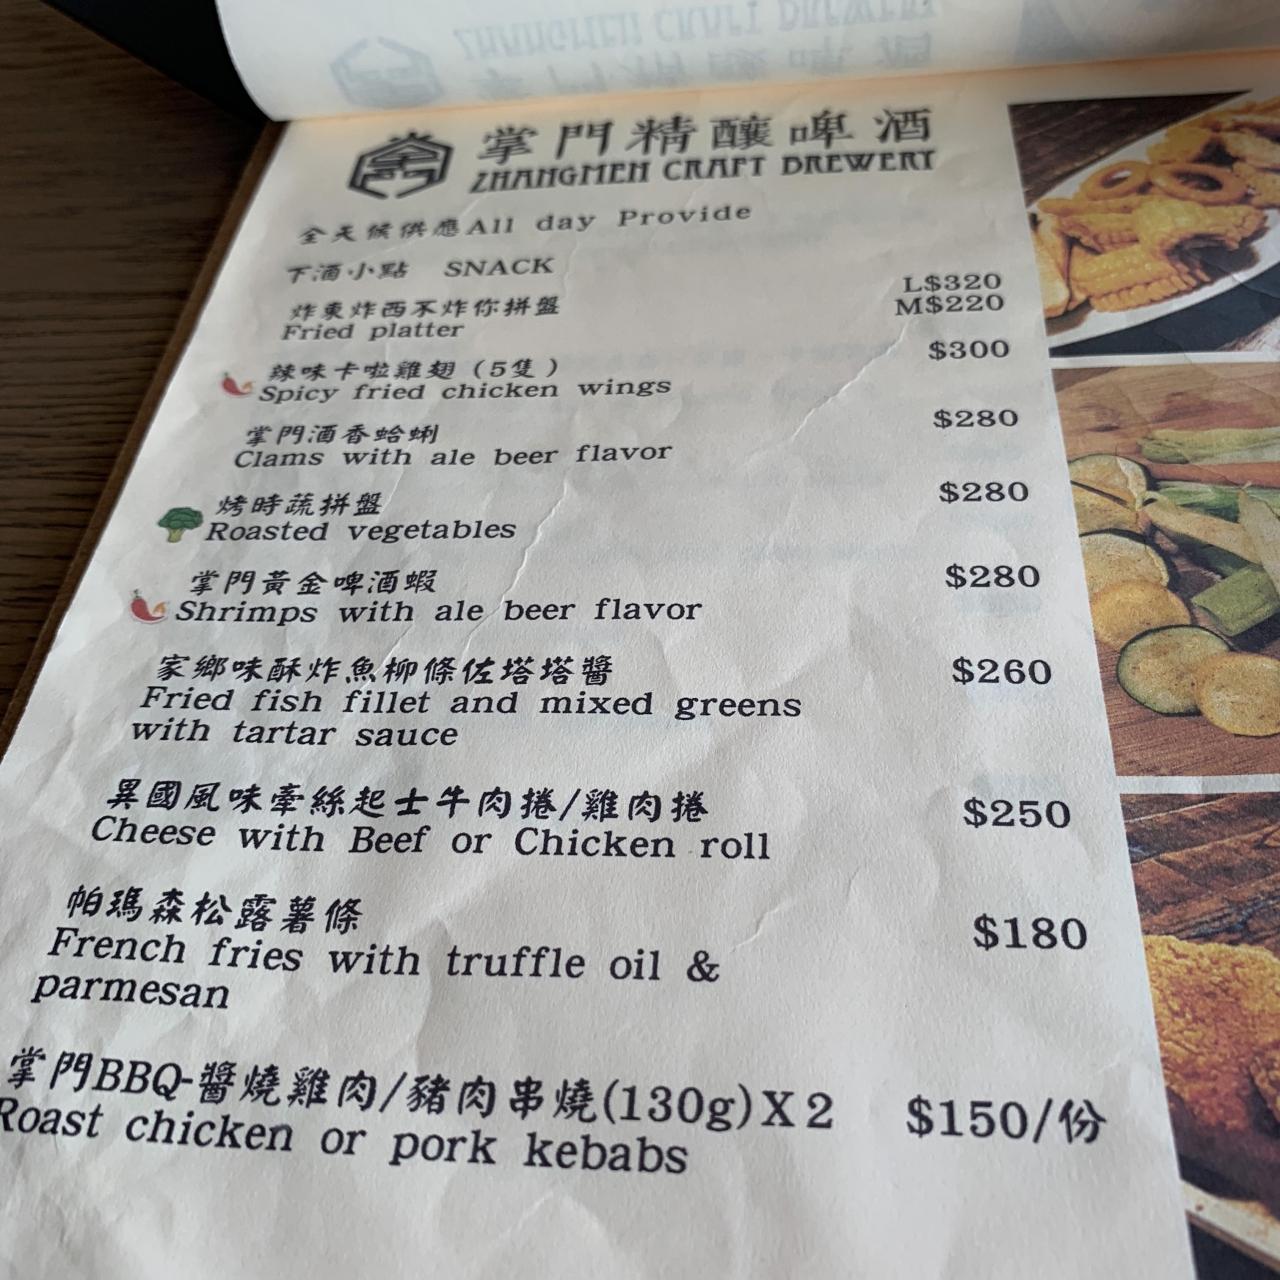 掌門精釀啤酒
ZHANGMEN CRAFT BREWERY
全天候供應All day Provide
下酒小點 SNACK
炸東炸西不炸你拼盤 L$320
Fried platter M$220
辣味卡啦雞翅（5隻） $300
Spicy fried chicken wings
掌門酒香蛤蜊 $280
Clams with ale beer flavor
烤時蔬拼盤 $280
Roasted vegetables
掌門黃金啤酒蝦 $280
Shrimps with ale beer flavor
家鄉味酥炸魚柳條佐塔塔醬 $260
Fried fish fillet and mixed greens
with tartar sauce
異國風味牽絲起士牛肉捲/雞肉捲 $250
Cheese with Beef or Chicken roll
帕瑪森松露薯條 $180
French fries with truffle oil &
parmesan
掌門BBQ-醬燒雞肉/豬肉串燒(130g)X2 $150/份
Roast chicken or pork kebabs